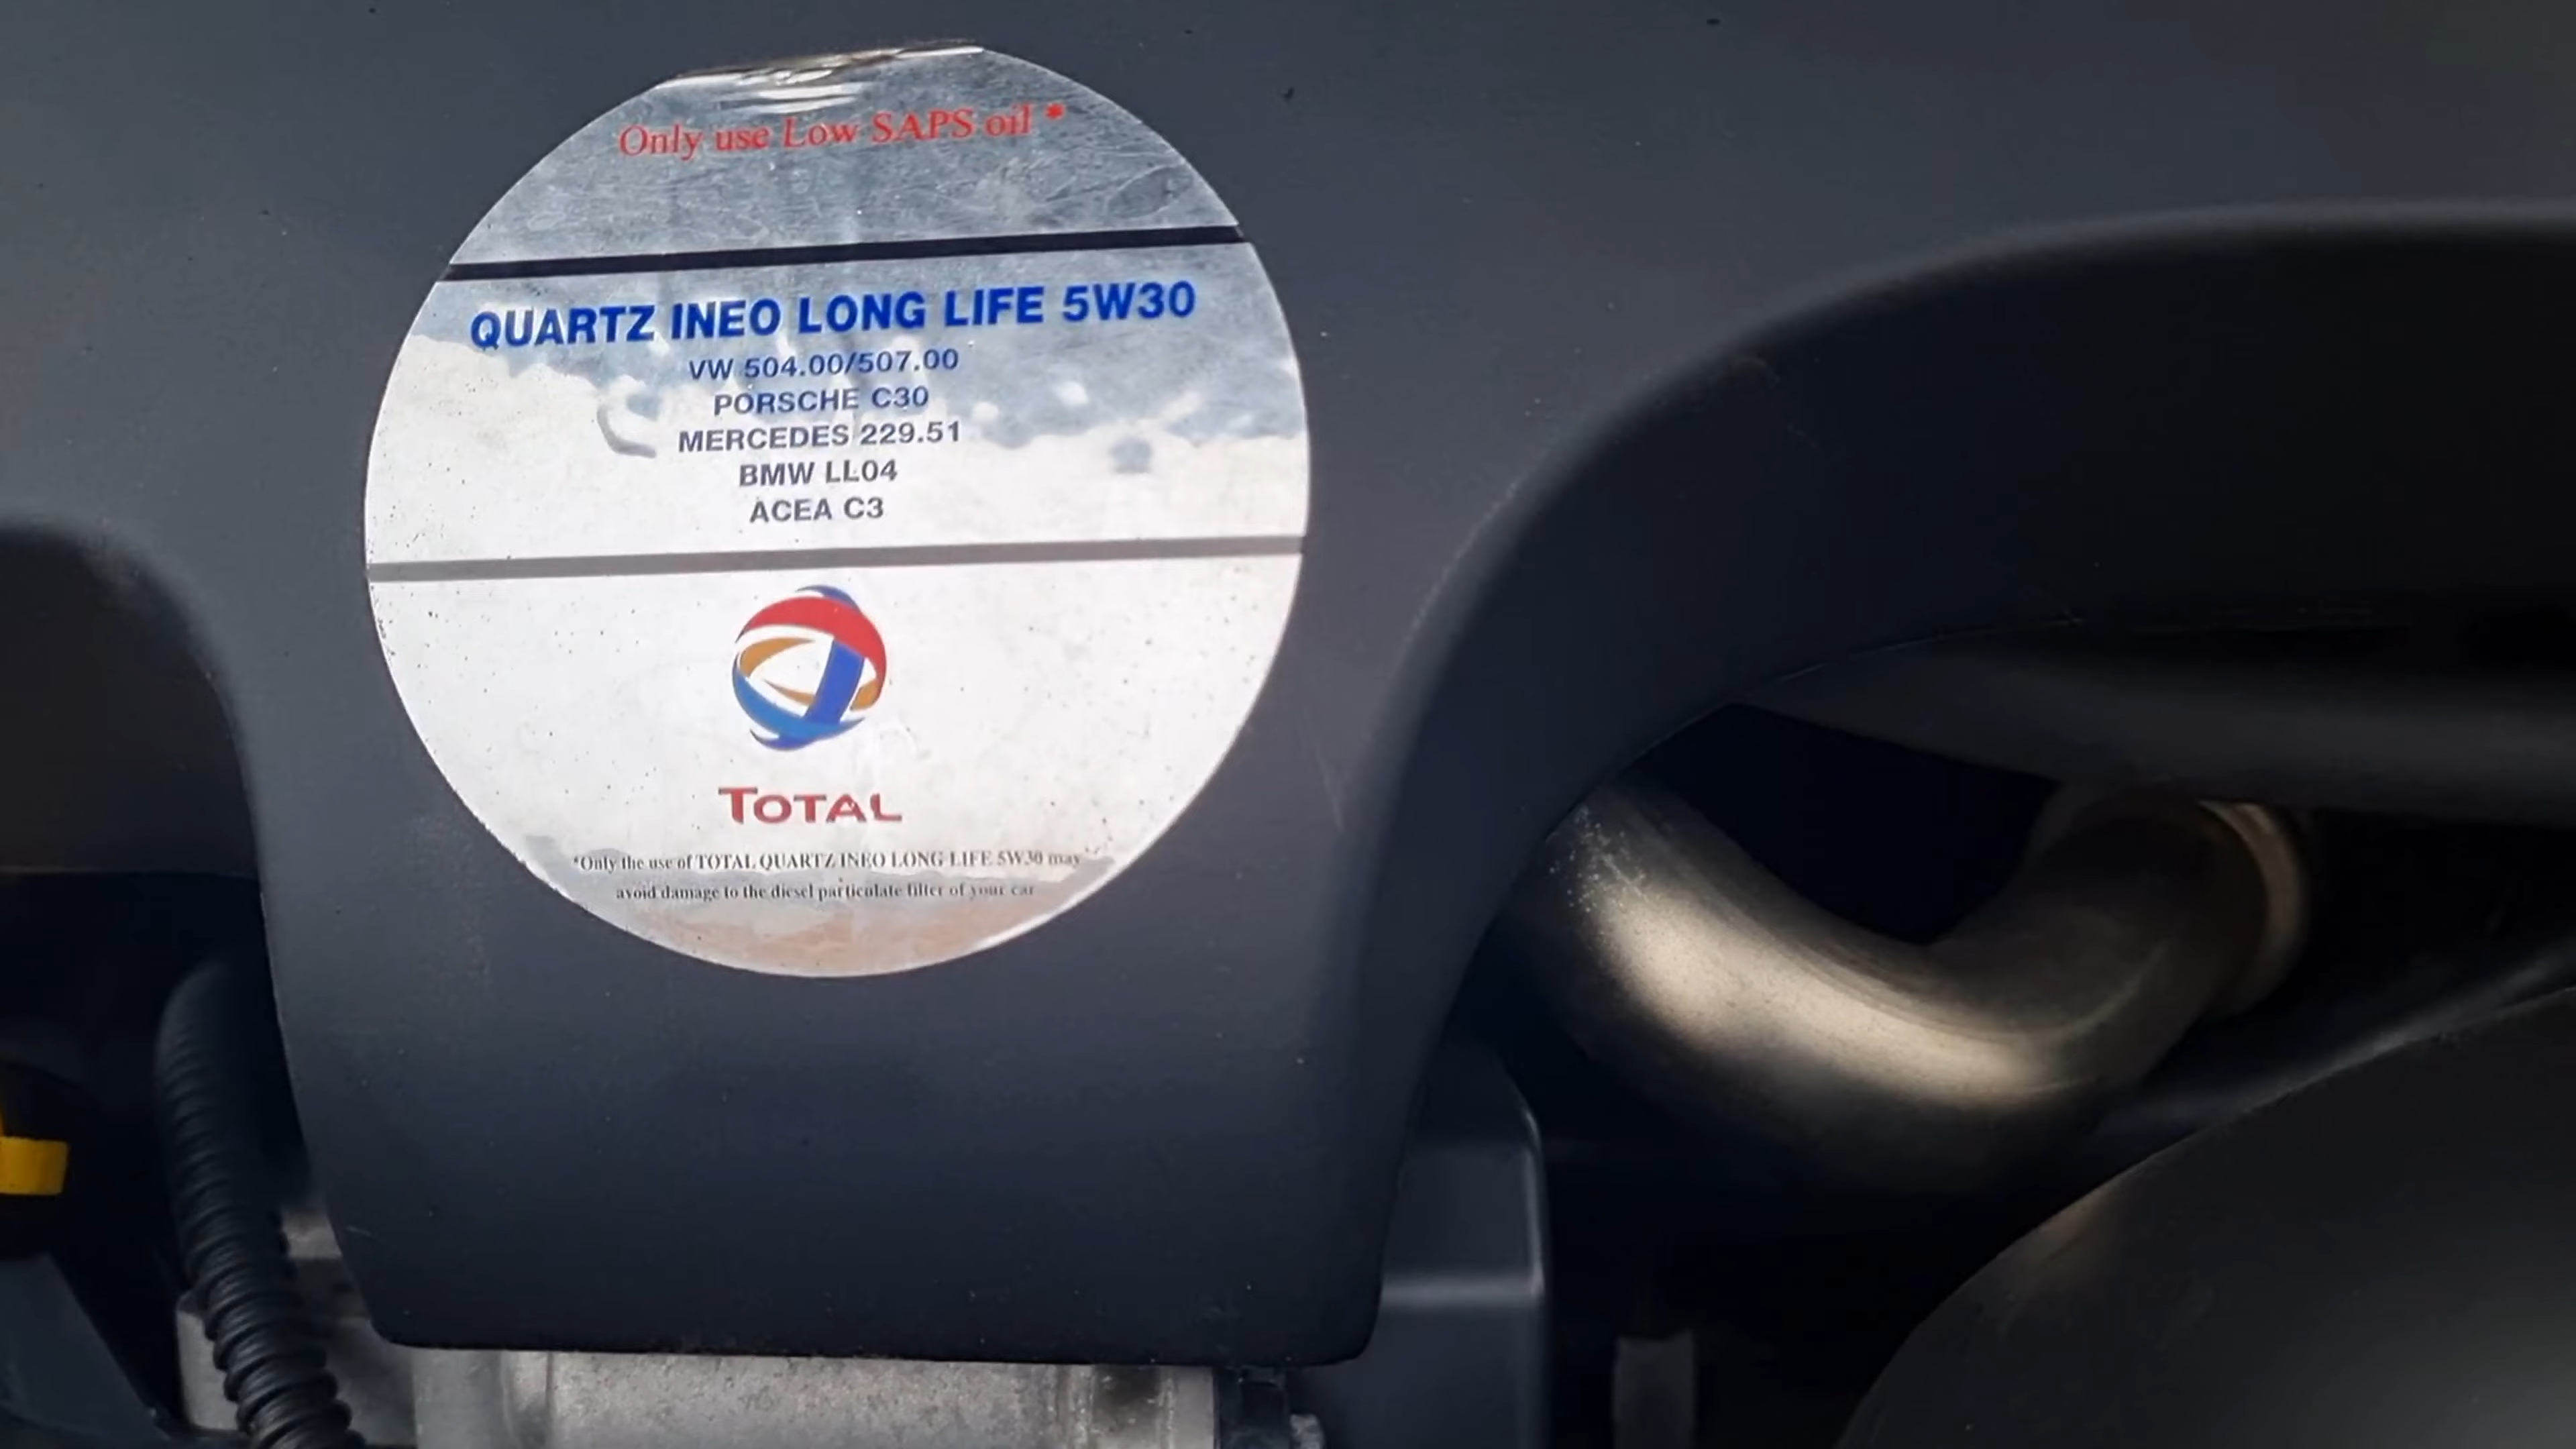 Only use Low SAPS oil *
QUARTZ INEO LONG LIFE 5W30
VW 504.00/507.00
PORSCHE C30
MERCEDES 229.51
BMW LL04
ACEA C3
TOTAL
*Only the use of TOTAL QUARTZ INEO LONG LIFE 5W30 may
avoid damage to the diesel particulate filter of your car